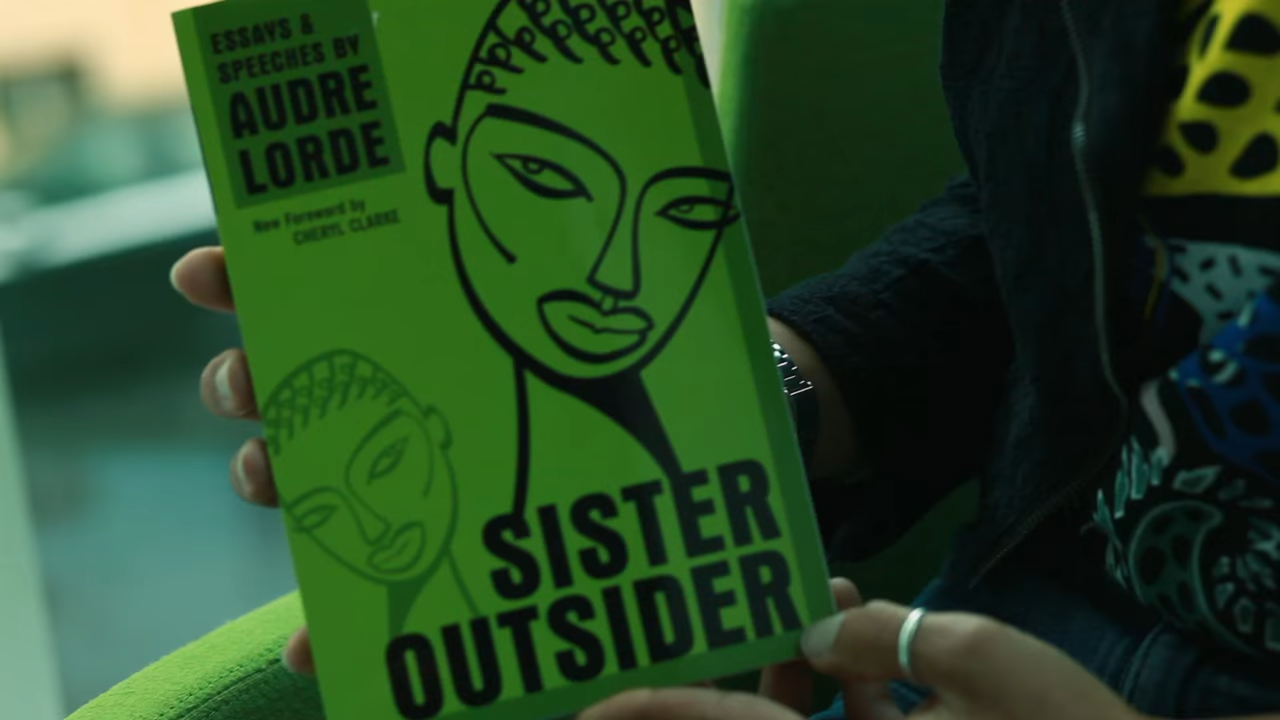 ESSAYS &
SPEECHES BY
AUDRE
LORDE
New Foreword by
CHERYL CLARKE
SISTER
OUTSIDER